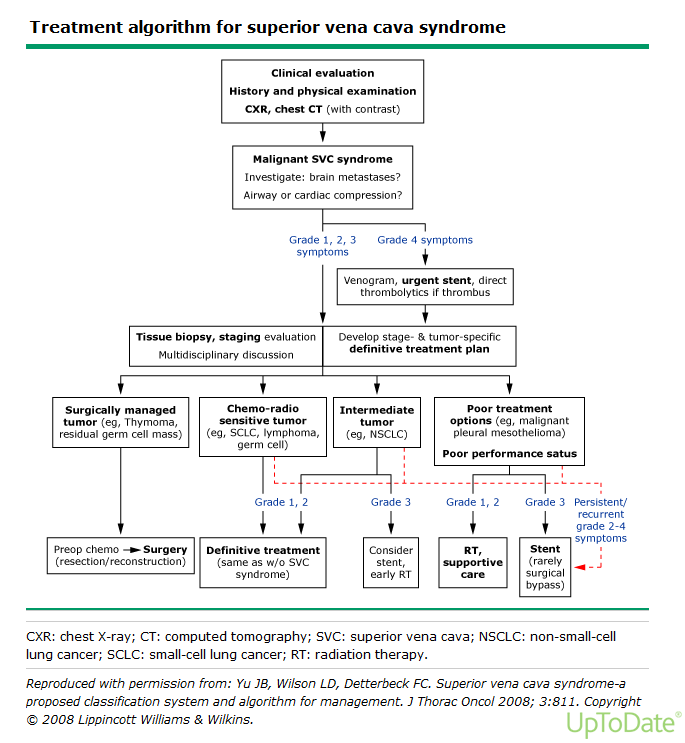 Treatment algorithm for superior vena cava syndrome
Clinical evaluation
History and physical examination
CXR, chest CT (with contrast)
Malignant SVC syndrome
Investigate: brain metastases?
Airway or cardiac compression?
Grade 1, 2, 3
symptoms
Grade 4 symptoms
Venogram, urgent stent, direct
thrombolytics if thrombus
Tissue biopsy, staging evaluation
Multidisciplinary discussion
Develop stage- & tumor-specific
definitive treatment plan
Surgically managed
tumor (eg, Thymoma,
residual germ cell mass)
Chemo-radio
sensitive tumor
(eg, SCLC, lymphoma,
germ cell)
Intermediate
tumor
(eg, NSCLC)
Poor treatment
options (eg, malignant
pleural mesothelioma)
Poor performance satus
Grade 1, 2
Grade 3
Grade 1, 2
Grade 3
Persistent/
recurrent
grade 2-4
symptoms
Preop chemo Surgery
(resection/reconstruction)
Definitive treatment
(same as w/o SVC
syndrome)
Consider
stent,
early RT
RT,
supportive
care
Stent
(rarely
surgical
bypass)
CXR: chest X-ray; CT: computed tomography; SVC: superior vena cava; NSCLC: non-small-cell
lung cancer; SCLC: small-cell lung cancer; RT: radiation therapy.
Reproduced with permission from: Yu JB, Wilson LD, Detterbeck FC. Superior vena cava syndrome-a
proposed classification system and algorithm for management. J Thorac Oncol 2008; 3:811. Copyright
© 2008 Lippincott Williams & Wilkins.
UpToDate®